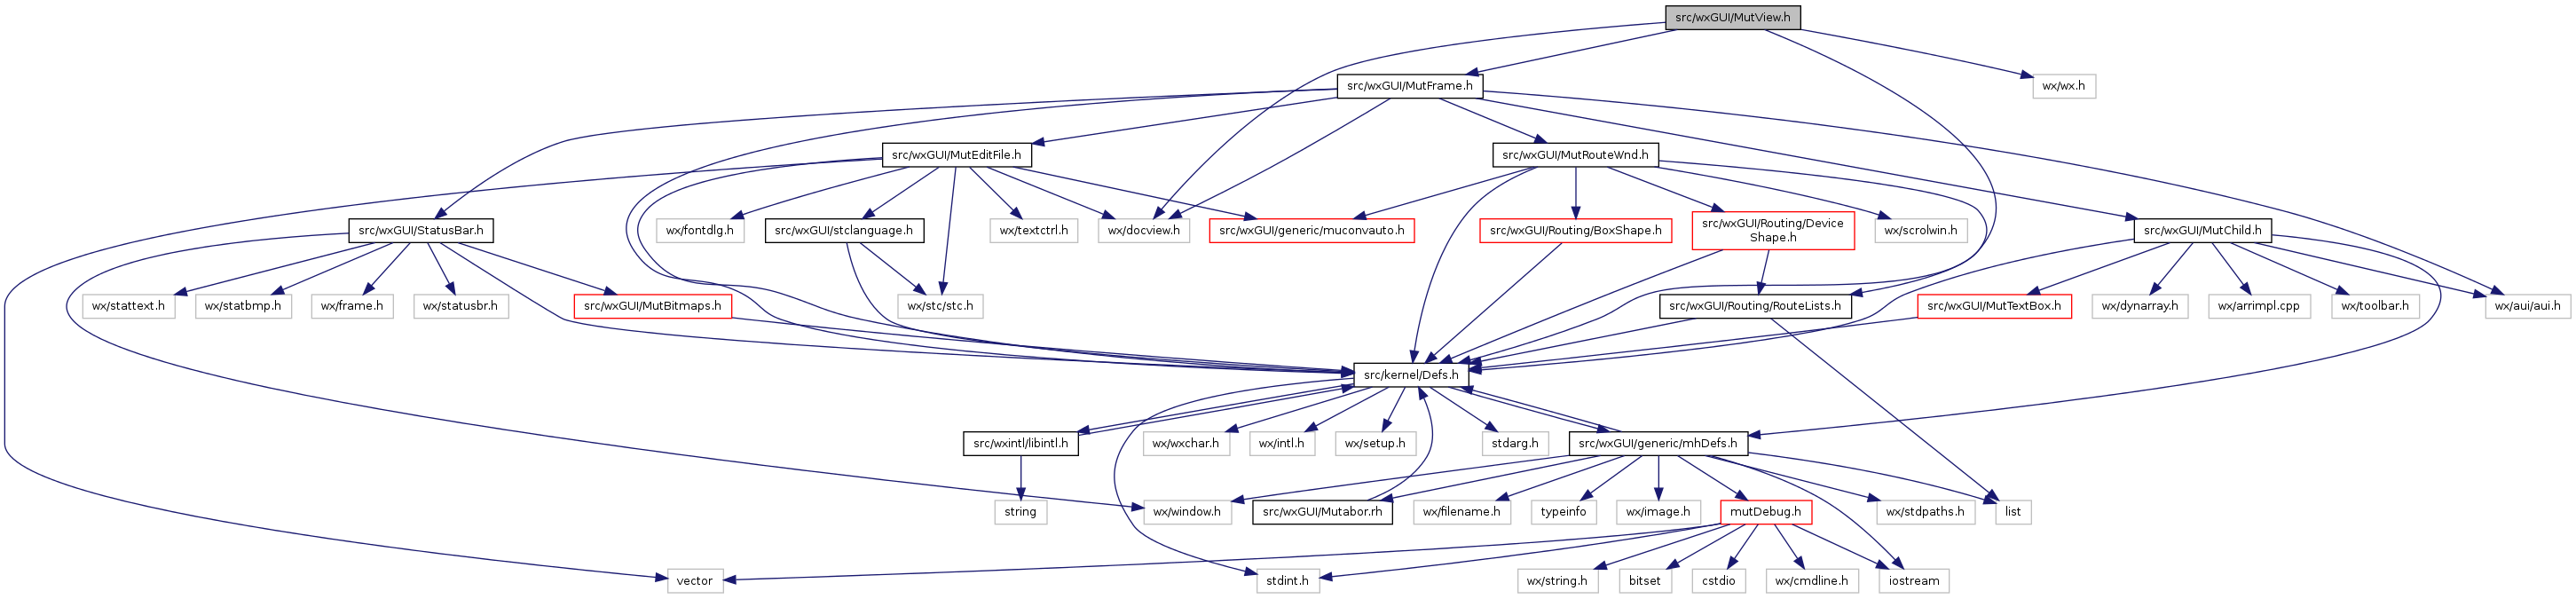 src/wxGUI/MutView.h
src/wxGUI/MutFrame.h
wx/wx.h
src/wxGUI/MutEditFile.h
src/wxGUI/MutRouteWnd.h
src/wxGUI/StatusBar.h
wx/fontdlg.h
src/wxGUI/stclanguage.h
wx/textctrl.h
wx/docview.h
src/wxGUI/generic/muconvauto.h
src/wxGUI/Routing/BoxShape.h
src/wxGUI/Routing/Device
Shape.h
wx/scrolwin.h
src/wxGUI/MutChild.h
wx/stattext.h
wx/statbmp.h
wx/frame.h
wx/statusbr.h
src/wxGUI/MutBitmaps.h
wx/stc/stc.h
src/wxGUI/Routing/RouteLists.h
src/wxGUI/MutTextBox.h
wx/dynarray.h
wx/arrimpl.cpp
wx/toolbar.h
wx/aui/aui.h
src/kernel/Defs.h
src/wxintl/libintl.h
wx/wxchar.h
wx/intl.h
wx/setup.h
stdarg.h
src/wxGUI/generic/mhDefs.h
string
wx/window.h
src/wxGUI/Mutabor.rh
wx/filename.h
typeinfo
wx/image.h
mutDebug.h
wx/stdpaths.h
list
vector
stdint.h
wx/string.h
bitset
cstdio
wx/cmdline.h
iostream